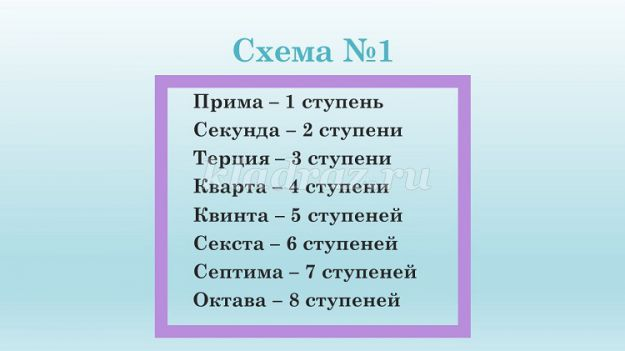 Схема №1
Прима – 1 ступень
Секунда – 2 ступени
Терция – 3 ступени
Кварта – 4 ступени
Квинта – 5 ступеней
Секста – 6 ступеней
Септима – 7 ступеней
Октава – 8 ступеней
kladraz.ru